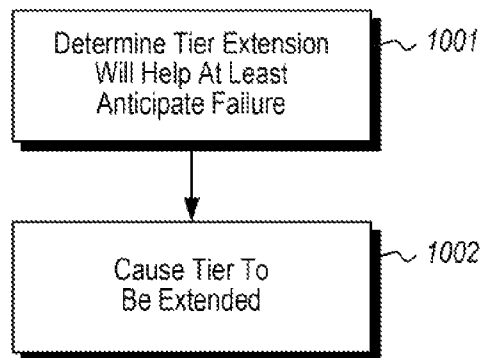 Determine Tier Extension
Will Help At Least
Anticipate Failure
1001
Cause Tier To
Be Extended
1002